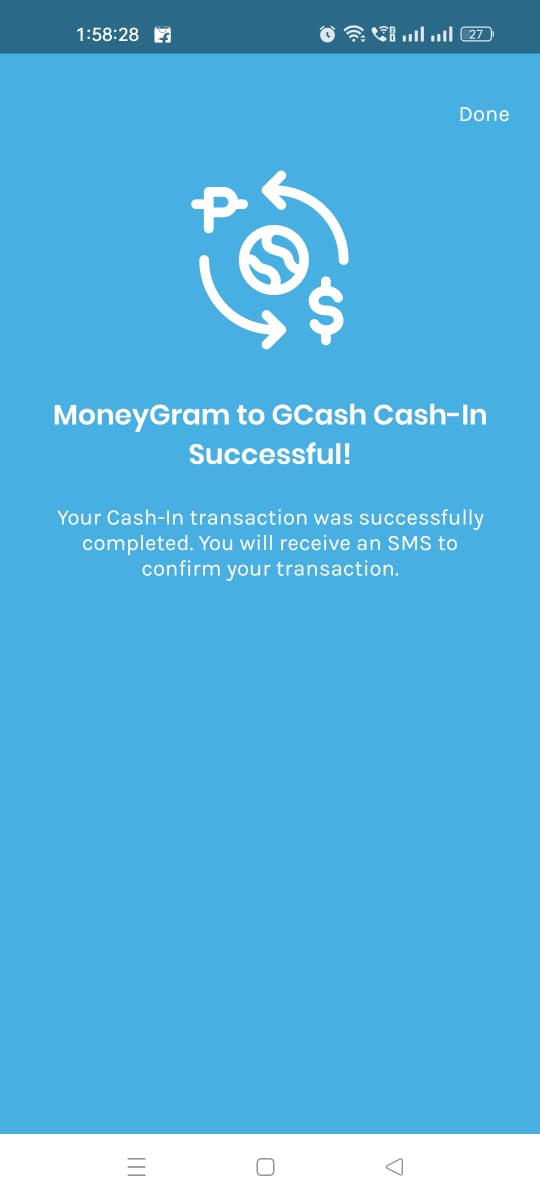 1:58:28
27
Done
MoneyGram to GCash Cash-In
Successful!
Your Cash-In transaction was successfully
completed. You will receive an SMS to
confirm your transaction.